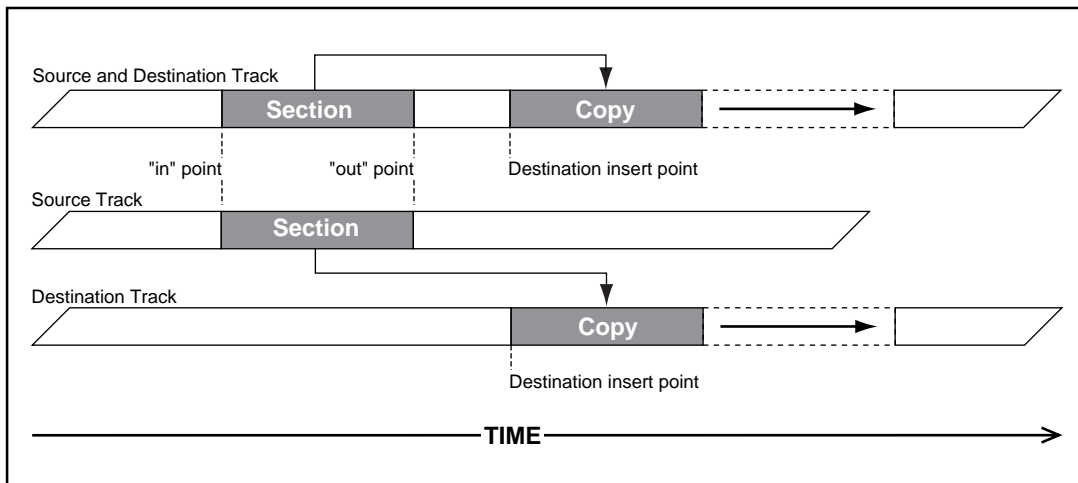 Source and Destination Track
Section
Copy
"in" point
"out" point
Destination insert point
Source Track
Section
Destination Track
Copy
Destination insert point
TIME